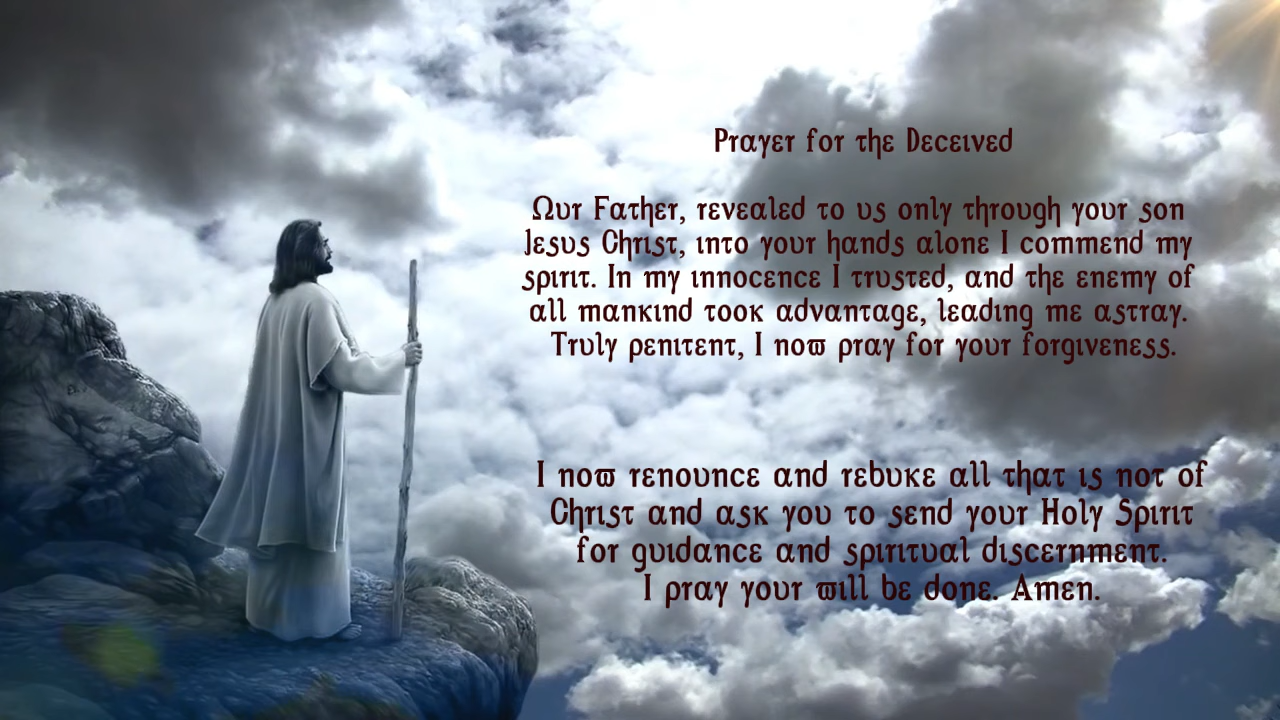 Prayer for the Deceived
Our Father, revealed to us only through your son
Jesus Christ, into your hands alone I commend my
spirit. In my innocence I trusted, and the enemy of
all mankind took advantage, leading me astray.
Truly penitent, I now pray for your forgiveness.
I now renounce and rebuke all that is not of
Christ and ask you to send your Holy Spirit
for guidance and spiritual discernment.
I pray your will be done. Amen.